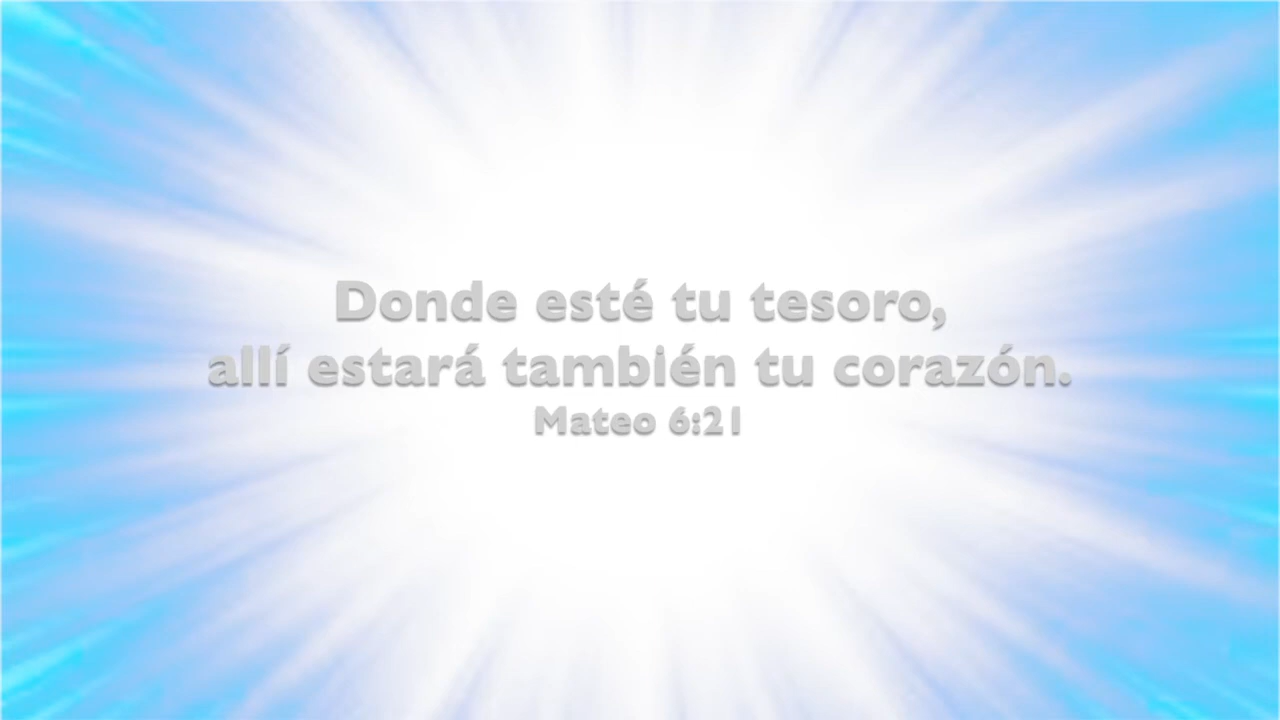 Donde esté tu tesoro,
allí estará también tu corazón.
Mateo 6:21